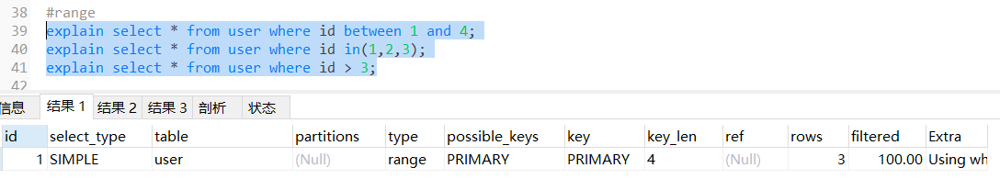 38 #range
39 explain select * from user where id between 1 and 4;
40 explain select * from user where id in(1,2,3);
41 explain select * from user where id > 3;
42
信息 结果 1 结果 2 结果 3 剖析 状态
id select_type table partitions type possible_keys key key_len ref rows filtered Extra
1 SIMPLE user (Null) range PRIMARY PRIMARY 4 (Null) 3 100.00 Using wh